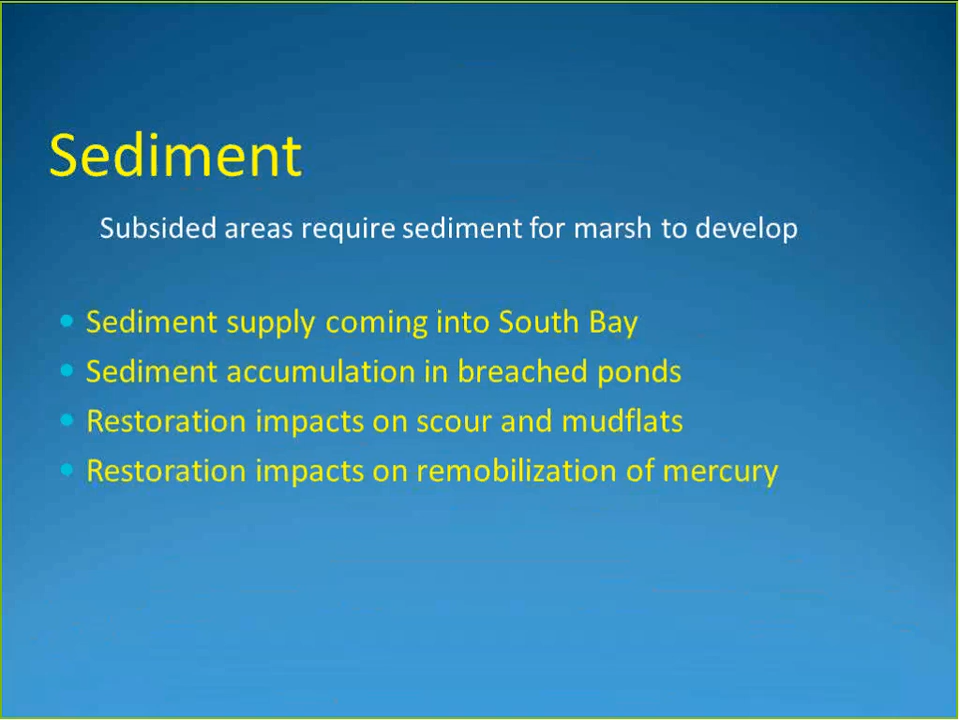 Sediment
Subsided areas require sediment for marsh to develop
Sediment supply coming into South Bay
Sediment accumulation in breached ponds
Restoration impacts on scour and mudflats
Restoration impacts on remobilization of mercury